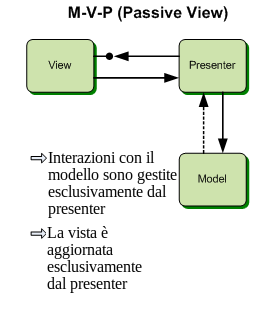 M-V-P (Passive View)
View
Presenter
Model
Interazioni con il
modello sono gestite
esclusivamente dal
presenter
La vista è
aggiornata
esclusivamente
dal presenter